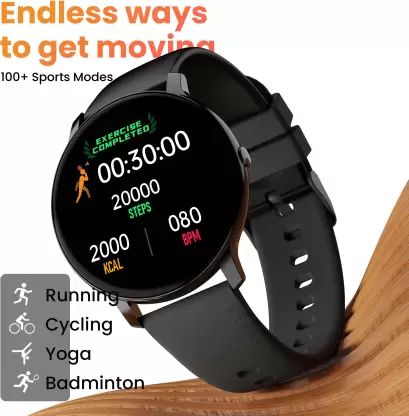 Endless ways
to get moving
100+ Sports Modes
EXERCISE
COMPLETED
00:30:00
20000
STEPS
2000
KCAL
080
BPM
Running
Cycling
Yoga
Badminton